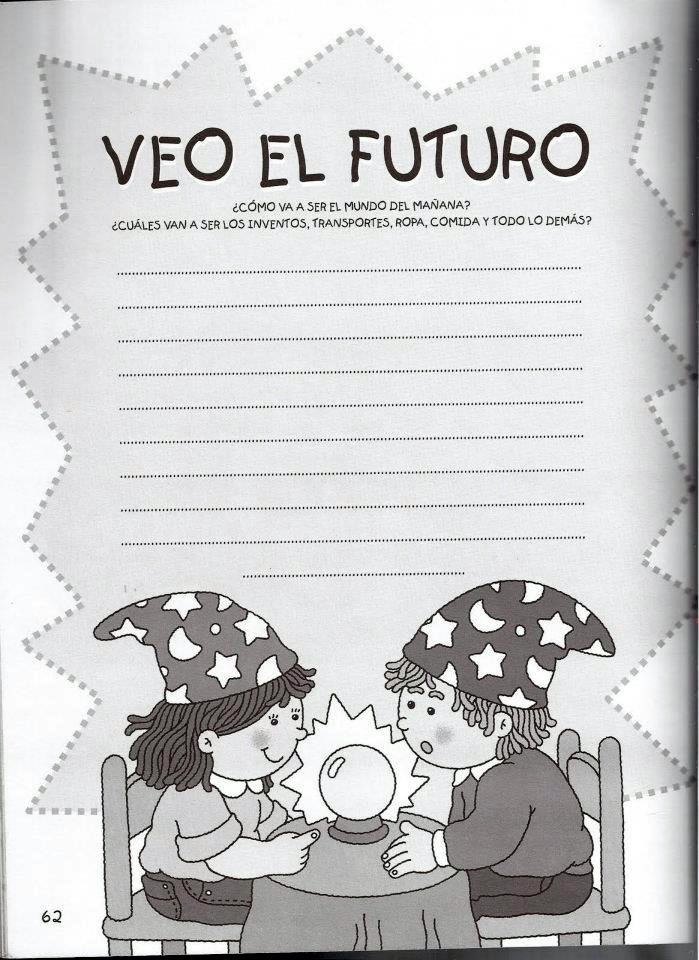 VEO EL FUTURO
¿CÓMO VA A SER EL MUNDO DEL MAÑANA?
¿CUÁLES VAN A SER LOS INVENTOS, TRANSPORTES, ROPA, COMIDA Y TODO LO DEMÁS?
62